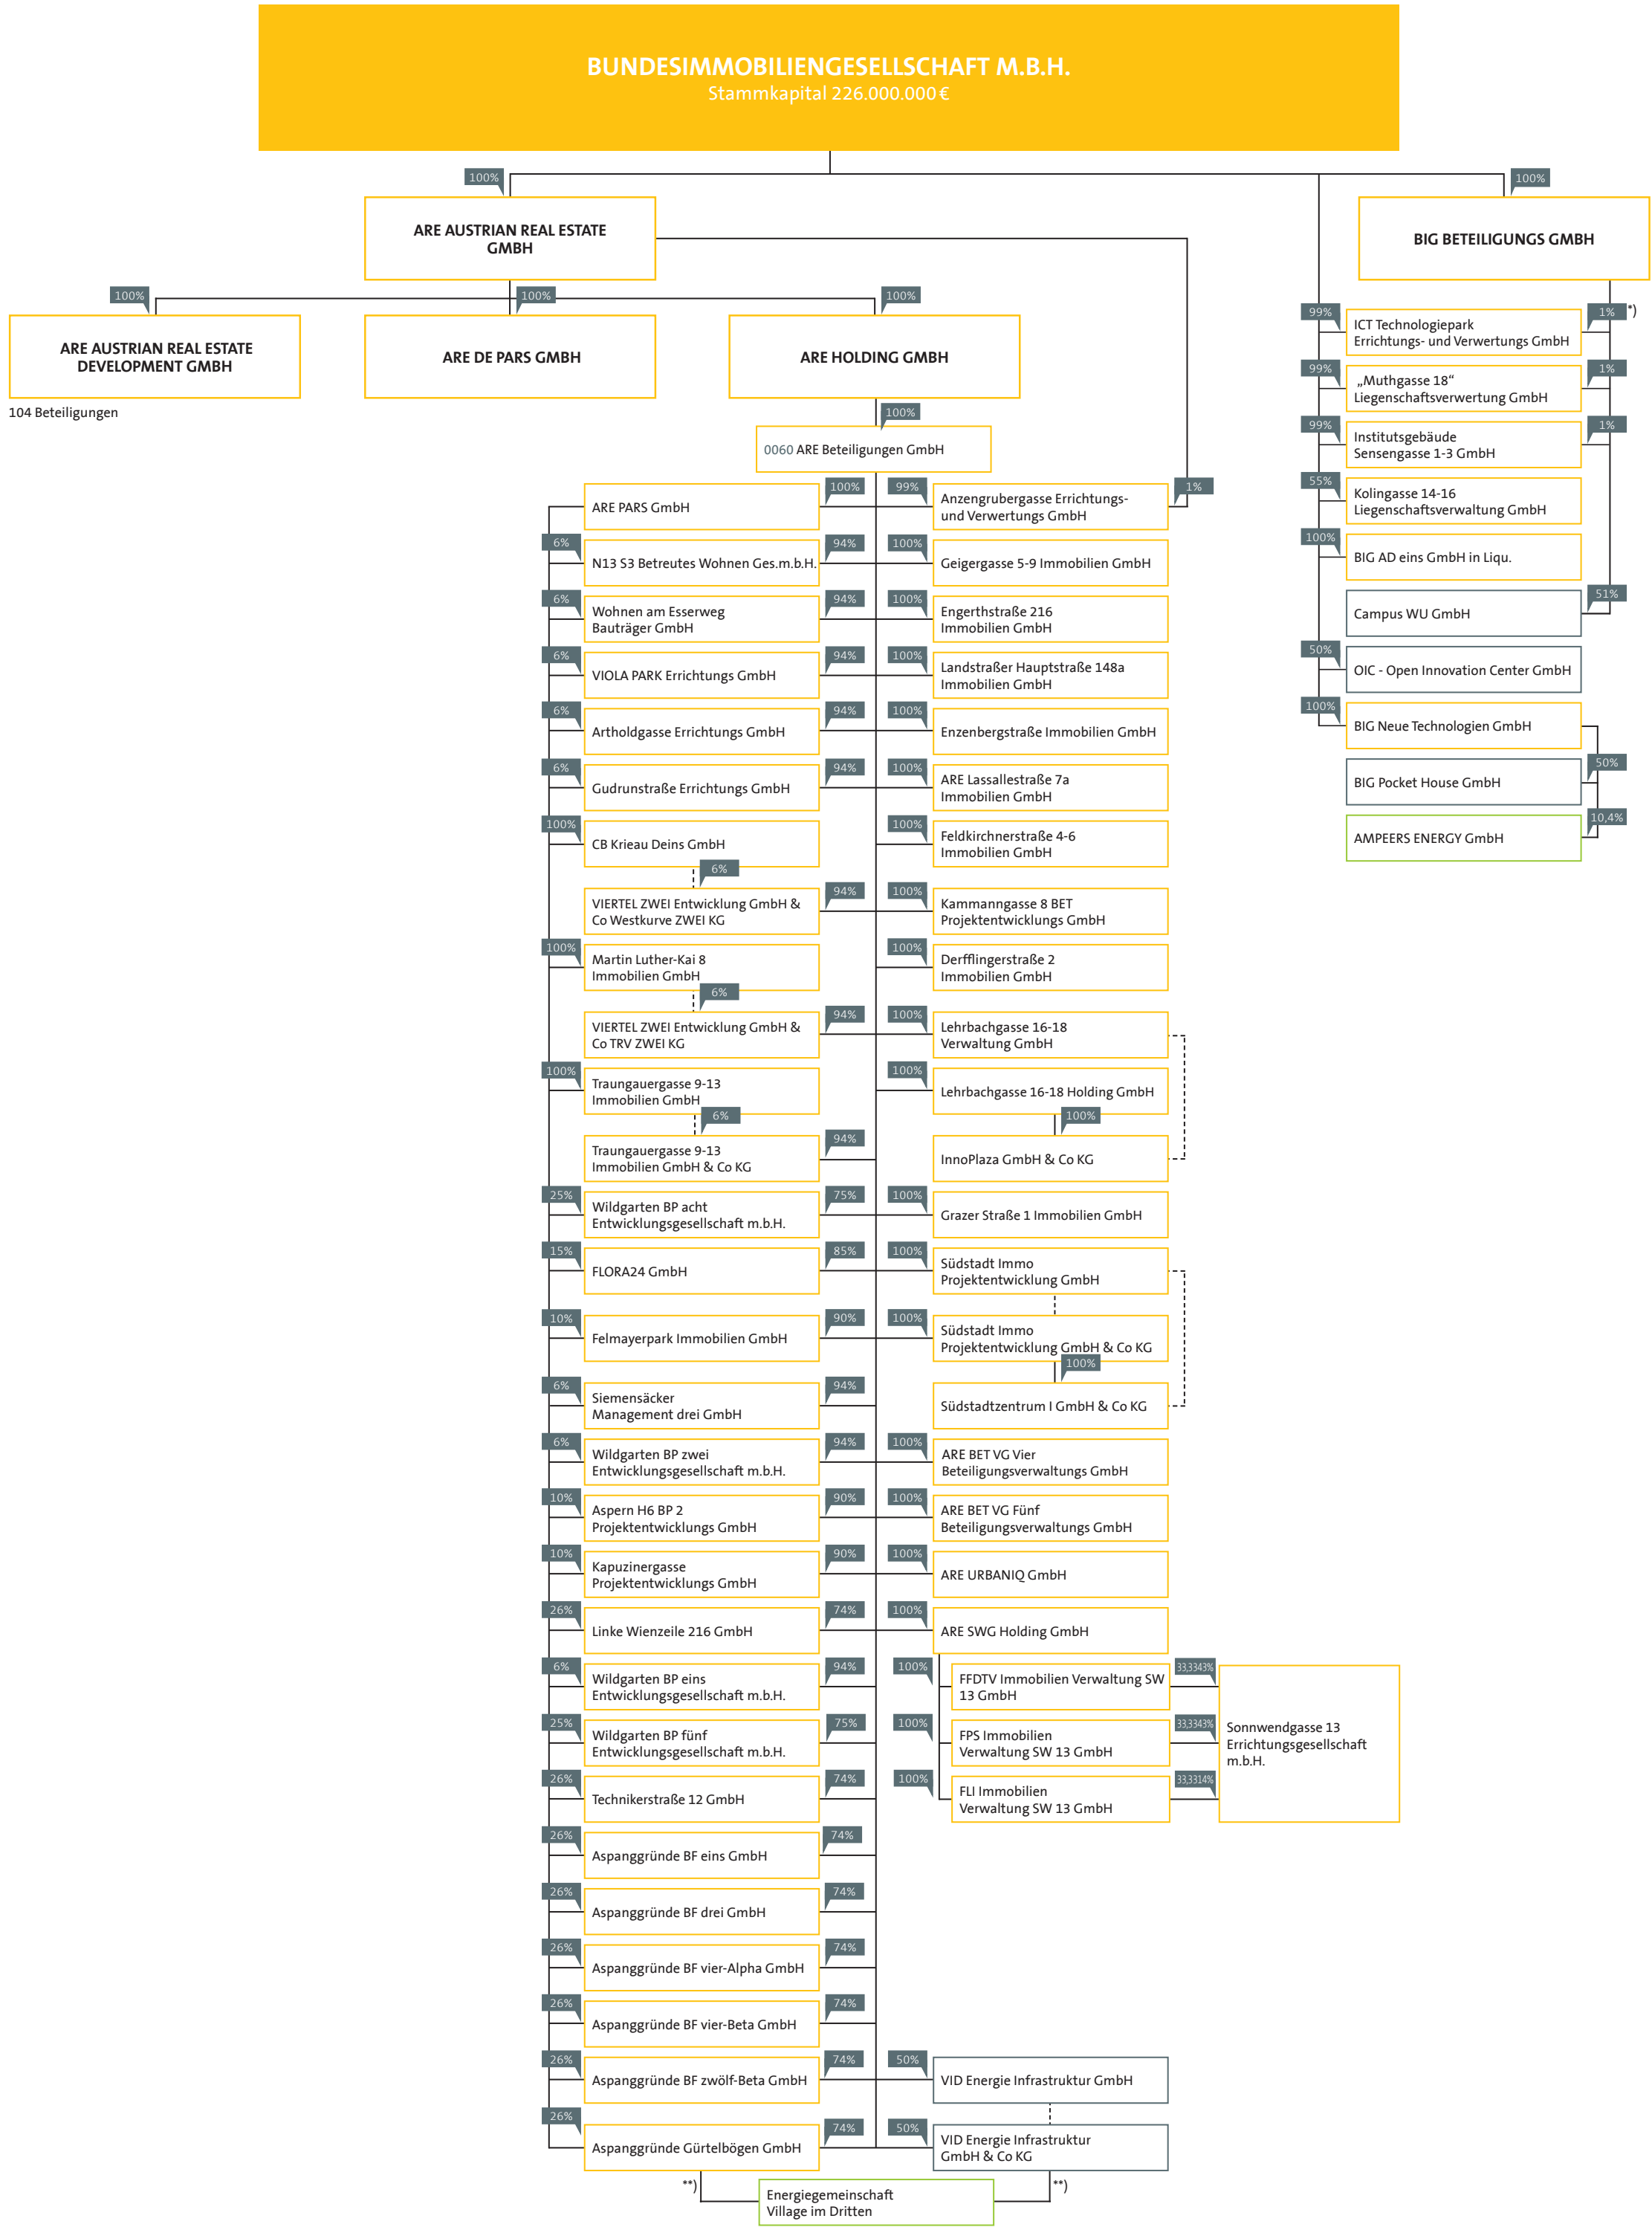 BUNDESIMMOBILIENGESELLSCHAFT M.B.H.
Stammkapital 226.000.000 €
100%
100%
ARE AUSTRIAN REAL ESTATE
GMBH
BIG BETEILIGUNGS GMBH
100%
100%
100%
ARE AUSTRIAN REAL ESTATE
DEVELOPMENT GMBH
ARE DE PARS GMBH
ARE HOLDING GMBH
104 Beteiligungen
100%
0060 ARE Beteiligungen GmbH
ARE PARS GmbH
100%
6%
N13 S3 Betreutes Wohnen Ges.m.b.H.
94%
6%
Wohnen am Esserweg
Bauträger GmbH
94%
6%
VIOLA PARK Errichtungs GmbH
94%
6%
Artholdgasse Errichtungs GmbH
94%
6%
Gudrunstraße Errichtungs GmbH
94%
100%
CB Krieau Deins GmbH
6%
VIERTEL ZWEI Entwicklung GmbH &
Co Westkurve ZWEI KG
94%
100%
Martin Luther-Kai 8
Immobilien GmbH
6%
VIERTEL ZWEI Entwicklung GmbH &
Co TRV ZWEI KG
94%
100%
Traungauergasse 9-13
Immobilien GmbH
6%
Traungauergasse 9-13
Immobilien GmbH & Co KG
94%
25%
Wildgarten BP acht
Entwicklungsgesellschaft m.b.H.
75%
15%
FLORA24 GmbH
85%
10%
Felmayerpark Immobilien GmbH
90%
6%
Siemensäcker
Management drei GmbH
94%
6%
Wildgarten BP zwei
Entwicklungsgesellschaft m.b.H.
94%
10%
Aspern H6 BP 2
Projektentwicklungs GmbH
90%
10%
Kapuzinergasse
Projektentwicklungs GmbH
90%
26%
Linke Wienzeile 216 GmbH
74%
6%
Wildgarten BP eins
Entwicklungsgesellschaft m.b.H.
94%
25%
Wildgarten BP fünf
Entwicklungsgesellschaft m.b.H.
75%
26%
Technikerstraße 12 GmbH
74%
26%
Aspanggründe BF eins GmbH
74%
26%
Aspanggründe BF drei GmbH
74%
26%
Aspanggründe BF vier-Alpha GmbH
74%
26%
Aspanggründe BF vier-Beta GmbH
74%
26%
Aspanggründe BF zwölf-Beta GmbH
74%
26%
Aspanggründe Gürtelbögen GmbH
74%
99%
Anzengrubergasse Errichtungs-
und Verwertungs GmbH
1%
100%
Geigergasse 5-9 Immobilien GmbH
100%
Engerthstraße 216
Immobilien GmbH
100%
Landstraßer Hauptstraße 148a
Immobilien GmbH
100%
Enzenbergstraße Immobilien GmbH
100%
ARE Lassallestraße 7a
Immobilien GmbH
100%
Feldkirchnerstraße 4-6
Immobilien GmbH
100%
Kammanngasse 8 BET
Projektentwicklungs GmbH
100%
Derfflingerstraße 2
Immobilien GmbH
100%
Lehrbachgasse 16-18
Verwaltung GmbH
100%
Lehrbachgasse 16-18 Holding GmbH
100%
InnoPlaza GmbH & Co KG
100%
Grazer Straße 1 Immobilien GmbH
100%
Südstadt Immo
Projektentwicklung GmbH
100%
Südstadt Immo
Projektentwicklung GmbH & Co KG
100%
Südstadtzentrum I GmbH & Co KG
100%
ARE BET VG Vier
Beteiligungsverwaltungs GmbH
100%
ARE BET VG Fünf
Beteiligungsverwaltungs GmbH
100%
ARE URBANIQ GmbH
100%
ARE SWG Holding GmbH
100%
FFDTV Immobilien Verwaltung SW
13 GmbH
33,3343%
100%
FPS Immobilien
Verwaltung SW 13 GmbH
33,3343%
100%
FLI Immobilien
Verwaltung SW 13 GmbH
33,3314%
Sonnwendgasse 13
Errichtungsgesellschaft
m.b.H.
50%
VID Energie Infrastruktur GmbH
50%
VID Energie Infrastruktur
GmbH & Co KG
**)
**)
Energiegemeinschaft
Village im Dritten
99%
ICT Technologiepark
Errichtungs- und Verwertungs GmbH
1%
*)
99%
„Muthgasse 18“
Liegenschaftsverwertung GmbH
1%
99%
Institutsgebäude
Sensengasse 1-3 GmbH
1%
55%
Kolingasse 14-16
Liegenschaftsverwaltung GmbH
100%
BIG AD eins GmbH in Liqu.
Campus WU GmbH
51%
50%
OIC - Open Innovation Center GmbH
100%
BIG Neue Technologien GmbH
BIG Pocket House GmbH
50%
AMPEERS ENERGY GmbH
10,4%